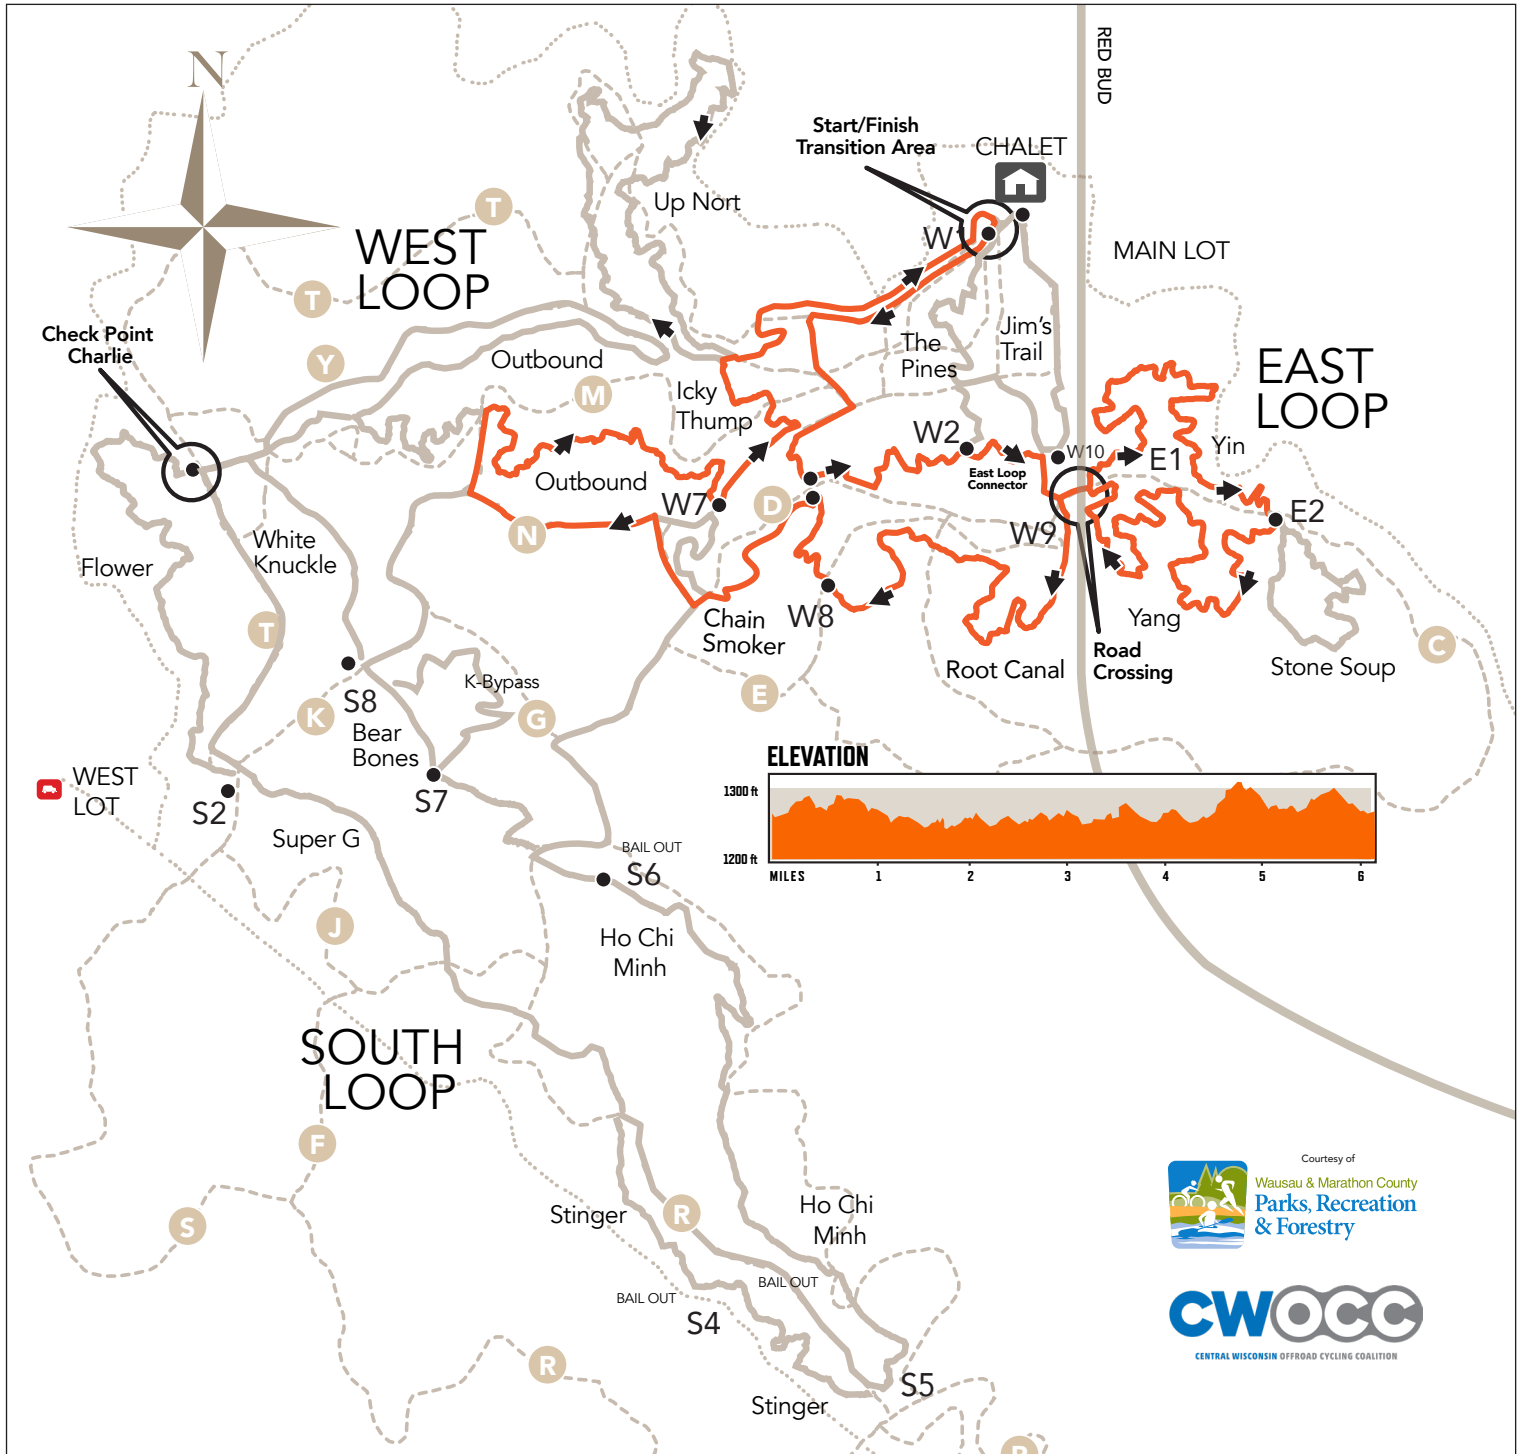 N
RED BUD
Start/Finish
Transition Area
CHALET
T
Up Nort
WEST
LOOP
W1
MAIN LOT
T
Check Point
Charlie
Y
Outbound
The
Pines
Jim's
Trail
EAST
LOOP
M
Icky
Thump
W2
W10
E1
Yin
East Loop
Connector
Outbound
W7
D
E2
N
W9
White
Knuckle
Flower
T
Chain
Smoker
W8
Yang
C
Road
Crossing
Root Canal
Stone Soup
K-Bypass
E
S8
K
G
Bear
Bones
WEST
LOT
S2
S7
Super G
ELEVATION
1300 ft
1200 ft
MILES
1
2
3
4
5
6
BAIL OUT
S6
J
Ho Chi
Minh
SOUTH
LOOP
F
S
Stinger
R
Ho Chi
Minh
BAIL OUT
BAIL OUT
S4
R
S5
Stinger
Courtesy of
Wausau & Marathon County
Parks, Recreation
& Forestry
CWOCC
CENTRAL WISCONSIN OFFROAD CYCLING COALITION